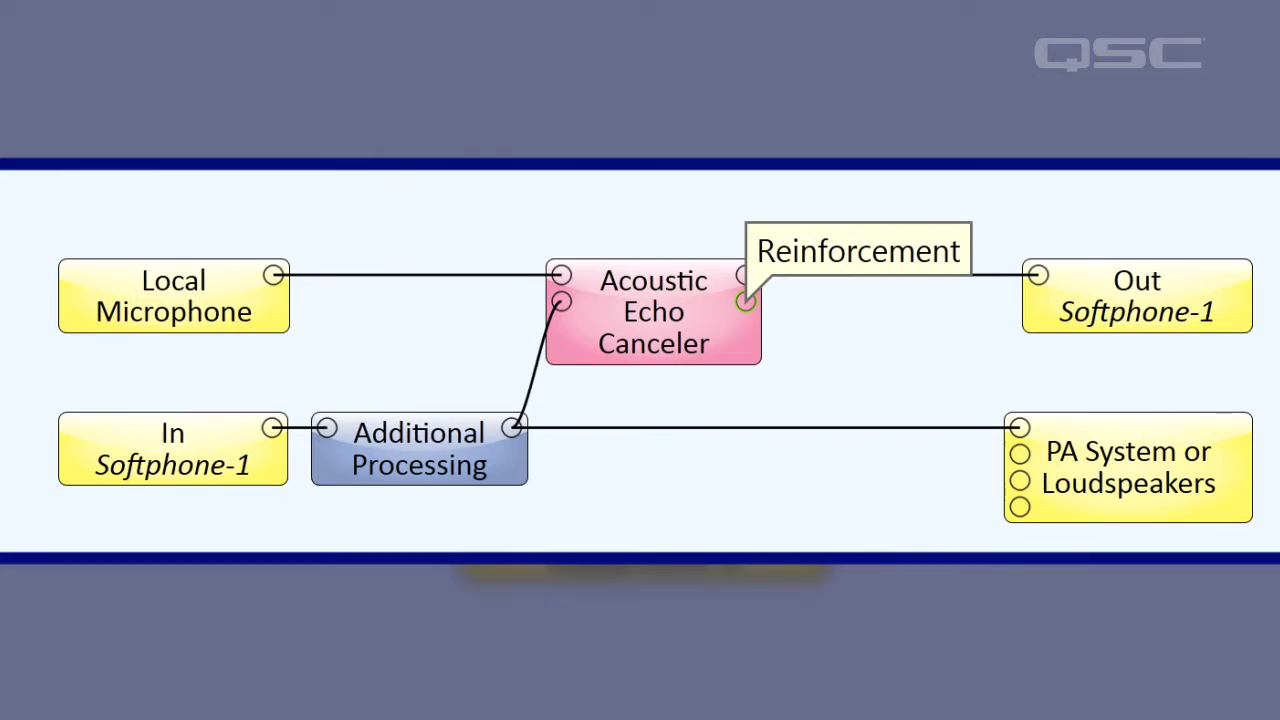 QSC
Reinforcement
Local
Microphone
Acoustic
Echo
Canceler
Out
Softphone-1
In
Softphone-1
Additional
Processing
PA System or
Loudspeakers